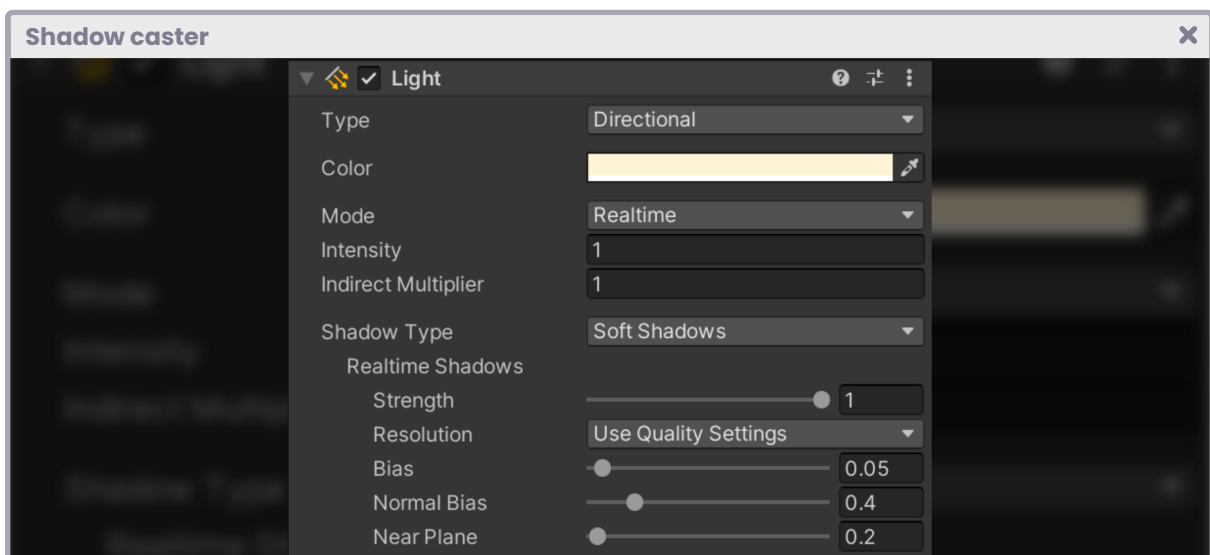 Shadow caster
Light
Type Directional
Color
Mode Realtime
Intensity 1
Indirect Multiplier 1
Shadow Type Soft Shadows
Realtime Shadows
Strength 1
Resolution Use Quality Settings
Bias 0.05
Normal Bias 0.4
Near Plane 0.2